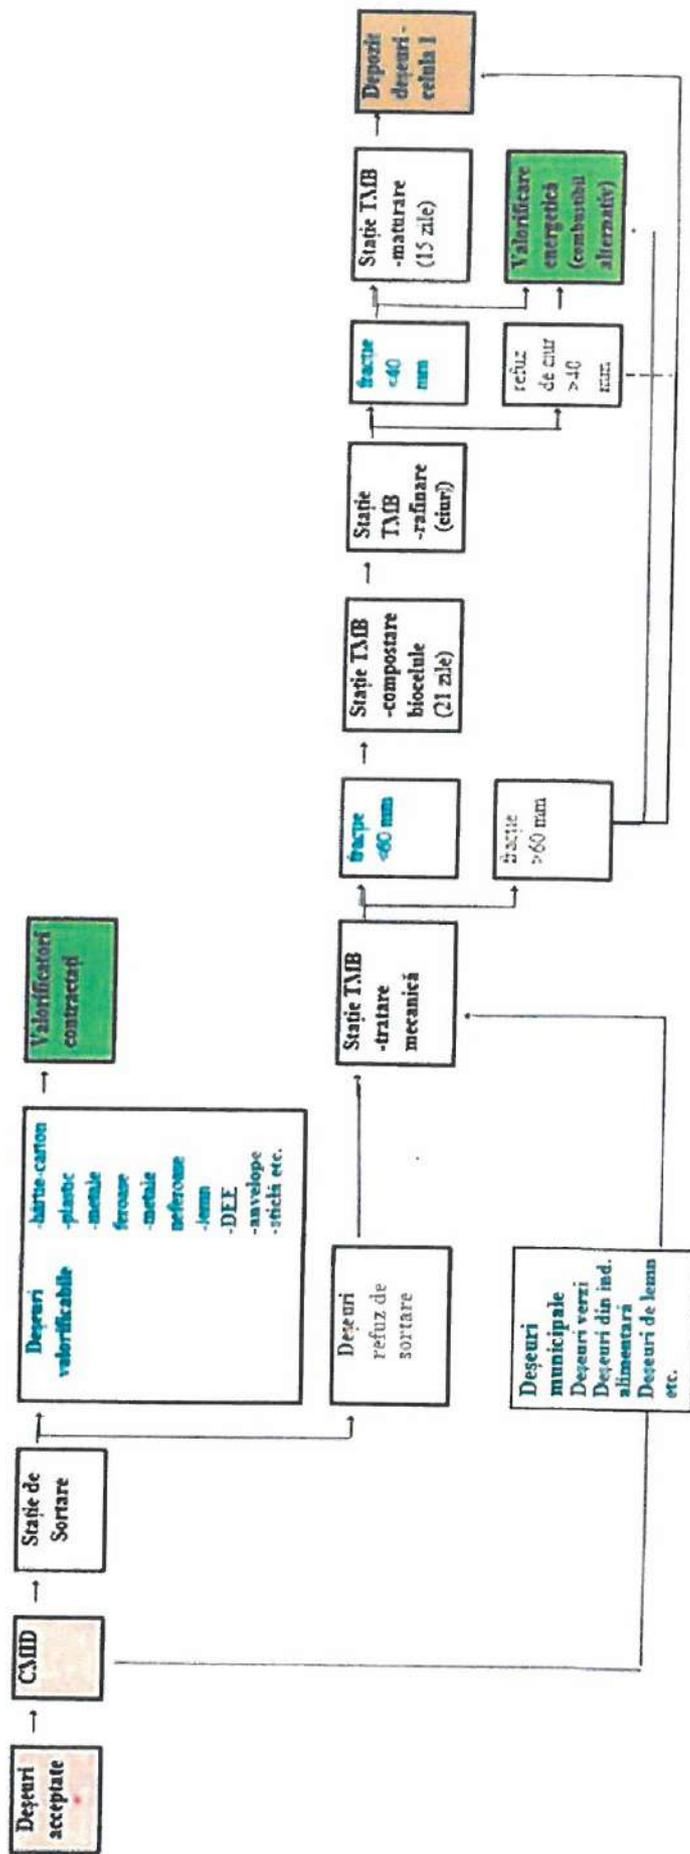 Deșeuri
acceptate
CMID
Stație de
Sortare
Deșeuri
valorificabile
-hârtie-carton
-plastic
-metale
feroase
-metale
neferoase
-lemn
-DEE
-anvelope
-sticlă etc.
Valorificatori
contractați
Deșeuri
refuz de
sortare
Deșeuri
municipale
Deșeuri verzi
Deșeuri din ind.
alimentară
Deseuri de lemn
etc.
Stație TMB
-tratare
mecanică
fracție
<60 mm
fracție
>60 mm
Stație TMB
-compostare
biocelule
(21 zile)
Stație
TMB
-rafinare
(ciur)
fracție
<40
mm
refuz
de ciur
>40
mm
Stație TMB
-maturare
(15 zile)
Valorificare
energetică
(combustibil
alternativ)
Depozit
deșeuri -
celula 1